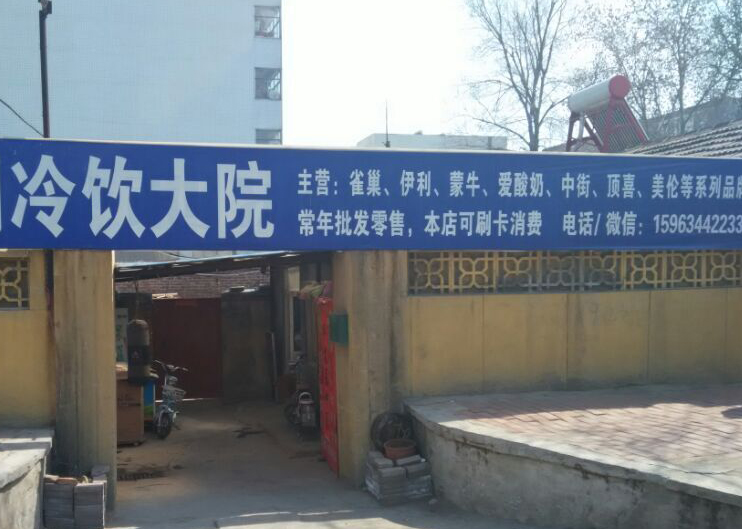 冷饮大院
主营：雀巢、伊利、蒙牛、爱酸奶、中街、顶喜、美伦等系列品牌
常年批发零售，本店可刷卡消费 电话/微信：15963442233